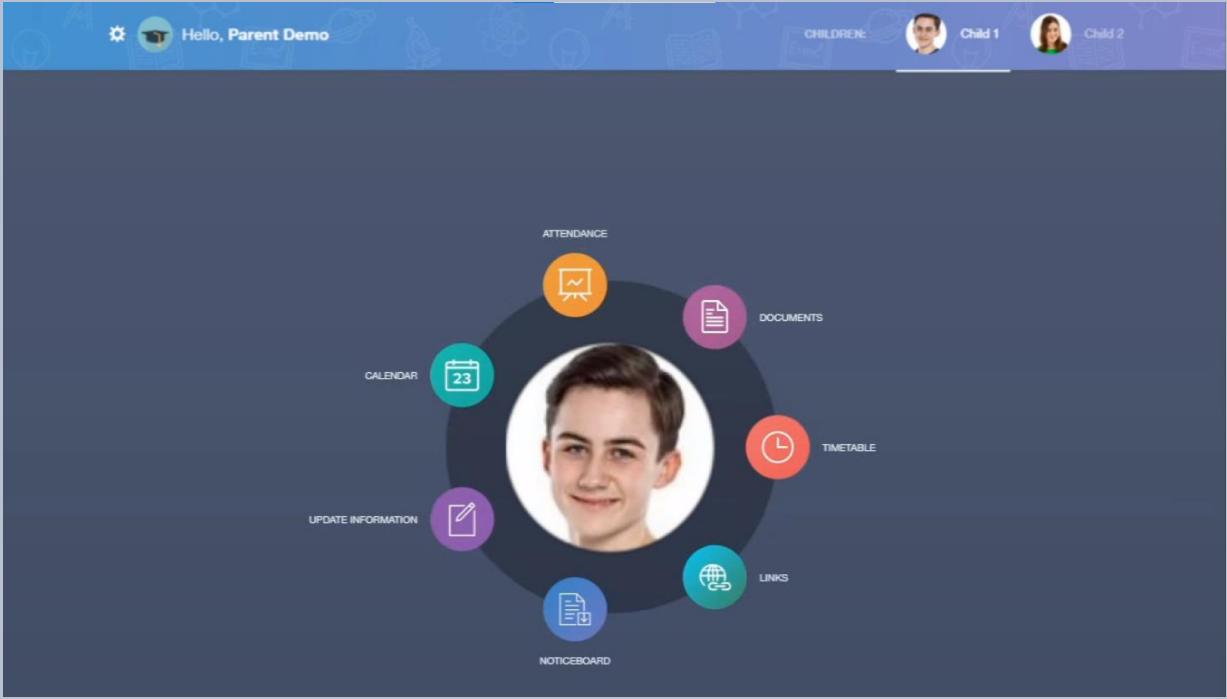 Hello, Parent Demo
CHILDREN:
Child 1
Child 2
ATTENDANCE
DOCUMENTS
CALENDAR
23
TIMETABLE
UPDATE INFORMATION
LINKS
NOTICEBOARD